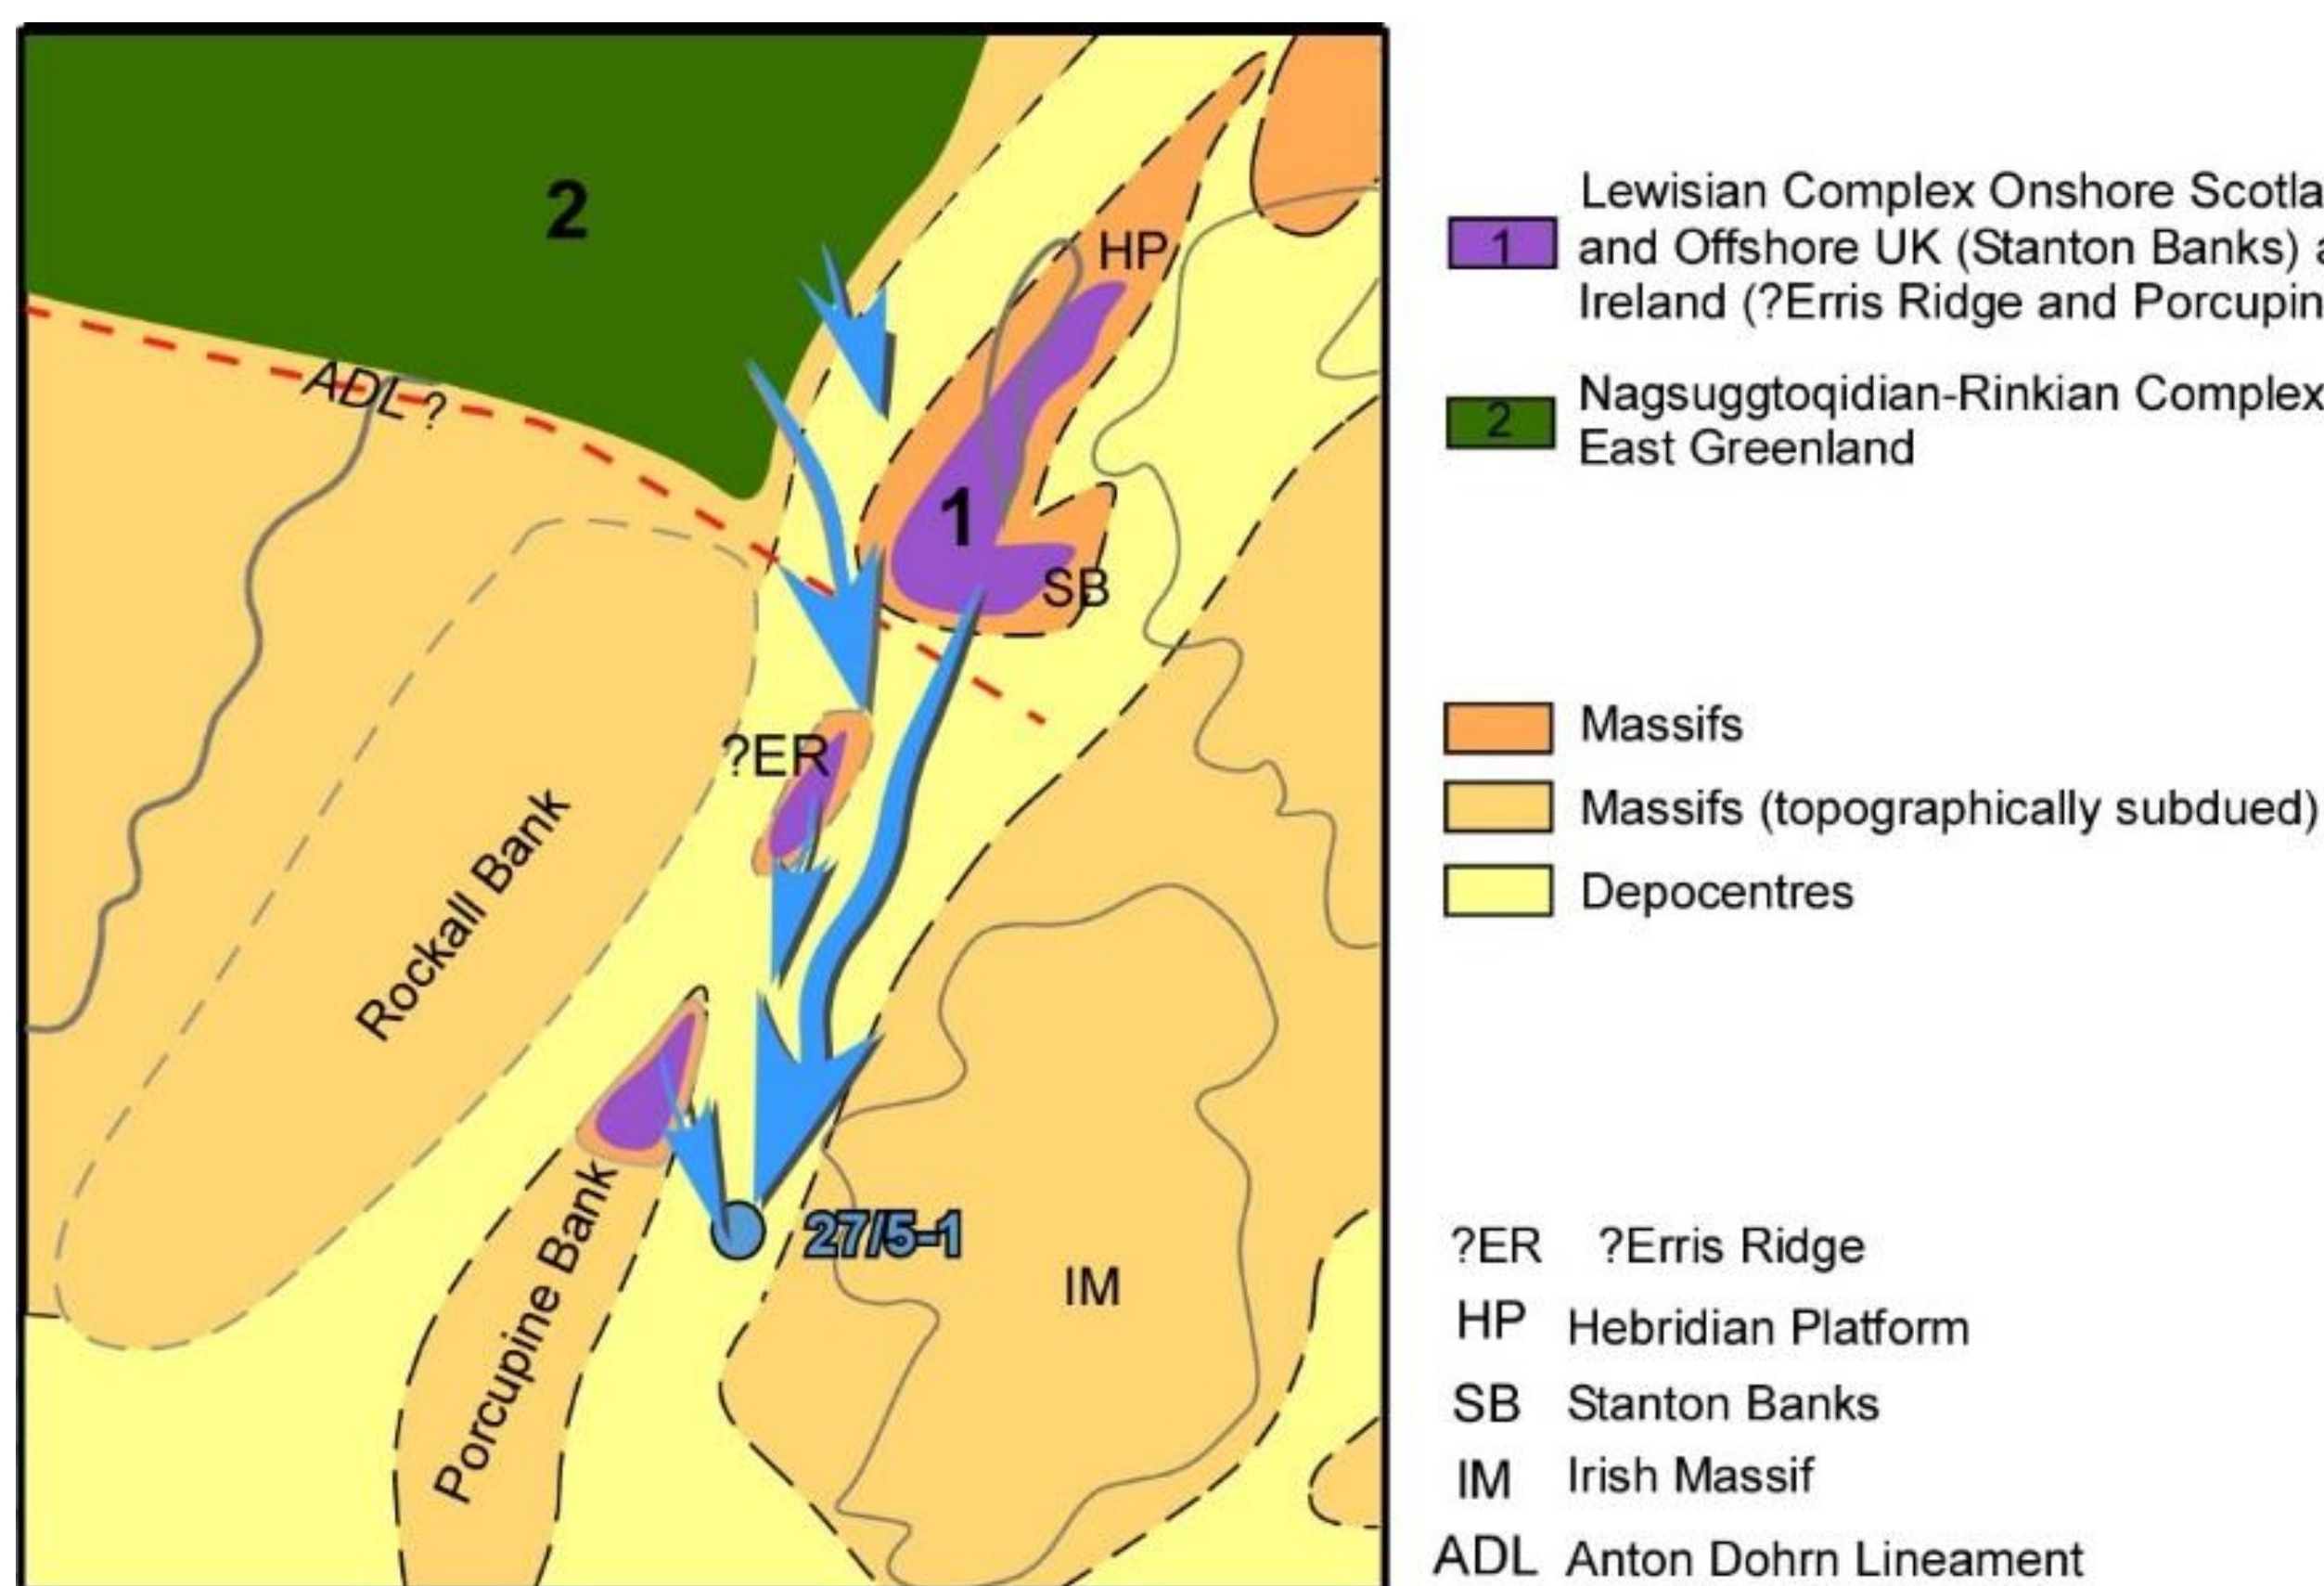 2
HP
ADL ?
1
SB
?ER
Rockall Bank
Porcupine Bank
27/5-1
IM
1
Lewisian Complex Onshore
and Offshore UK (Stanton Banks)
Ireland (?Erris Ridge and
2
Nagsuggtoqidian-Rinkian Complex
East Greenland
Massifs
Massifs (topographically subdued)
Depocentres
?ER ?Erris Ridge
HP Hebridian Platform
SB Stanton Banks
IM Irish Massif
ADL Anton Dohrn Lineament